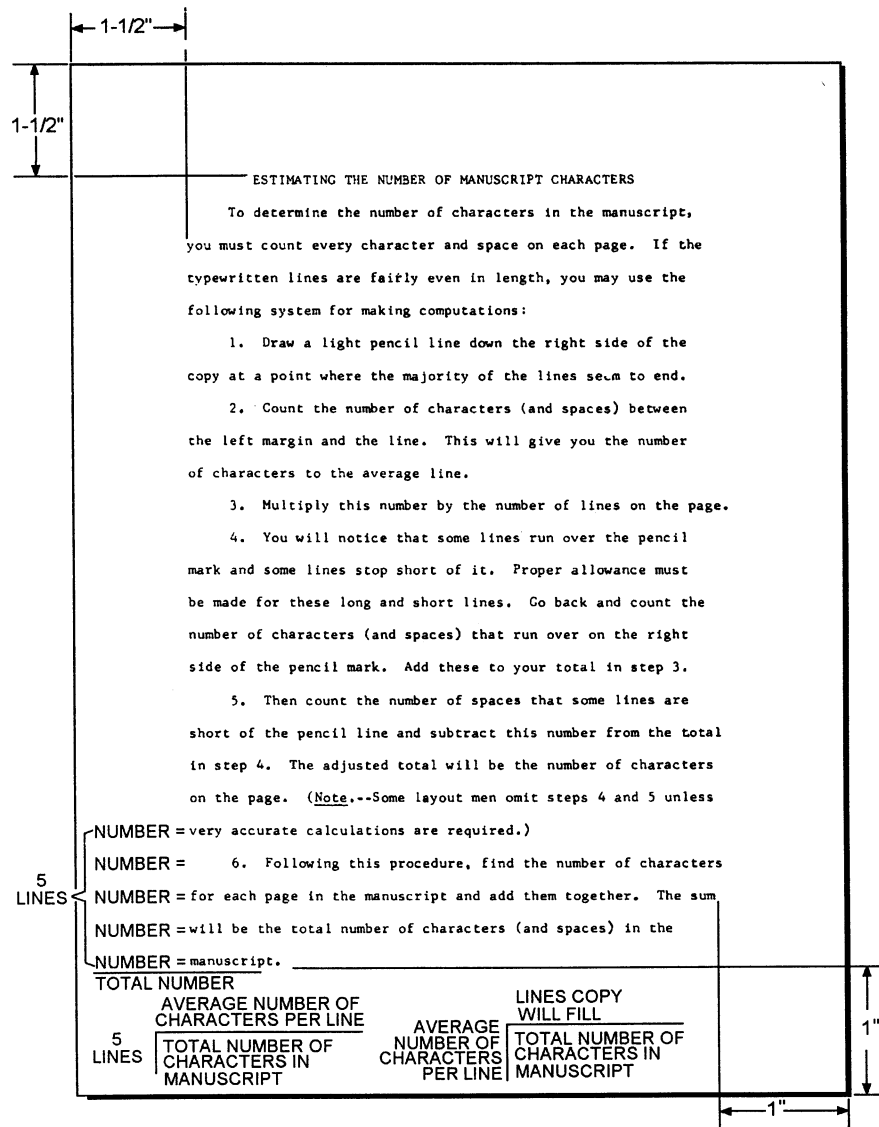 1-1/2"
1-1/2"
ESTIMATING THE NUMBER OF MANUSCRIPT CHARACTERS
To determine the number of characters in the manuscript,
you must count every character and space on each page. If the
typewritten lines are fairly even in length, you may use the
following system for making computations:
1. Draw a light pencil line down the right side of the
copy at a point where the majority of the lines seem to end.
2. Count the number of characters (and spaces) between
the left margin and the line. This will give you the number
of characters to the average line.
3. Multiply this number by the number of lines on the page.
4. You will notice that some lines run over the pencil
mark and some lines stop short of it. Proper allowance must
be made for these long and short lines. Go back and count the
number of characters (and spaces) that run over on the right
side of the pencil mark. Add these to your total in step 3.
5. Then count the number of spaces that some lines are
short of the pencil line and subtract this number from the total
in step 4. The adjusted total will be the number of characters
on the page. (Note.--Some layout men omit steps 4 and 5 unless
NUMBER = very accurate calculations are required.)
NUMBER = 6. Following this procedure, find the number of characters
5
LINES
NUMBER = for each page in the manuscript and add them together. The sum
NUMBER = will be the total number of characters (and spaces) in the
NUMBER = manuscript.
TOTAL NUMBER
AVERAGE NUMBER OF
CHARACTERS PER LINE
5
LINES
TOTAL NUMBER OF
CHARACTERS IN
MANUSCRIPT
LINES COPY
WILL FILL
AVERAGE
NUMBER OF
CHARACTERS
PER LINE
TOTAL NUMBER OF
CHARACTERS IN
MANUSCRIPT
1"
1"